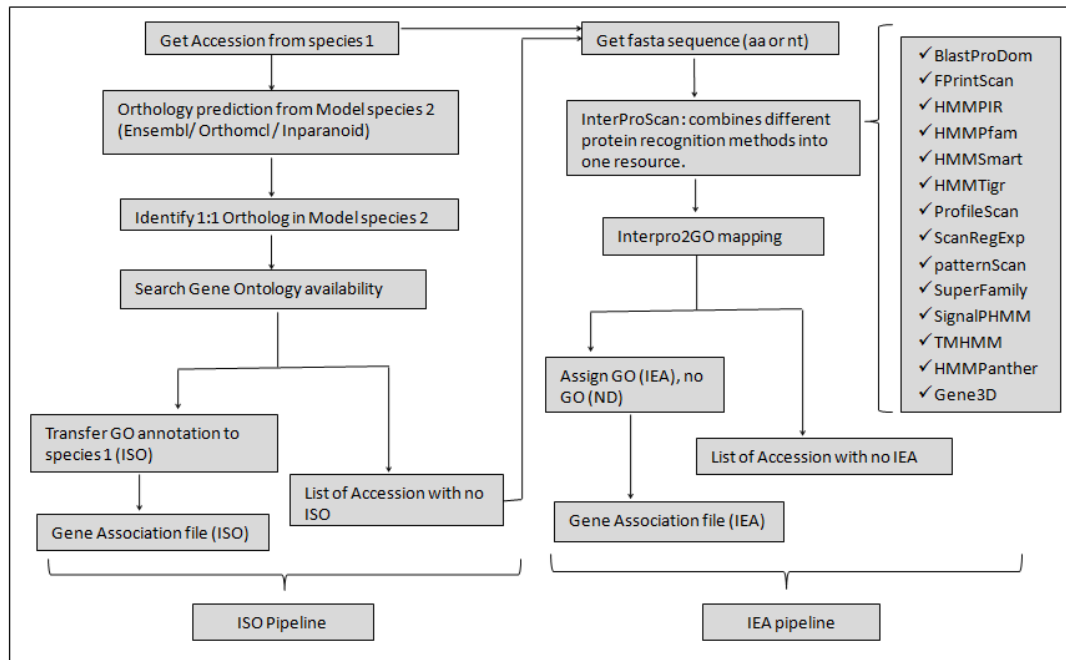 Get Accession from species 1
Orthology prediction from Model species 2
(Ensembl/ Orthomcl / Inparanoid)
Identify 1:1 Ortholog in Model species 2
Search Gene Ontology availability
Transfer GO annotation to
species 1 (ISO)
Gene Association file (ISO)
List of Accession with no
ISO
ISO Pipeline
Get fasta sequence (aa or nt)
InterProScan: combines different
protein recognition methods into
one resource.
Interpro2GO mapping
Assign GO (IEA), no
GO (ND)
Gene Association file (IEA)
List of Accession with no IEA
IEA pipeline
✓ BlastProDom
✓ FPrintScan
✓ HMMPIR
✓ HMMPfam
✓ HMMSmart
✓ HMMTigr
✓ ProfileScan
✓ ScanRegExp
✓ patternScan
✓ SuperFamily
✓ SignalPHMM
✓ TMHMM
✓ HMMPanther
✓ Gene3D